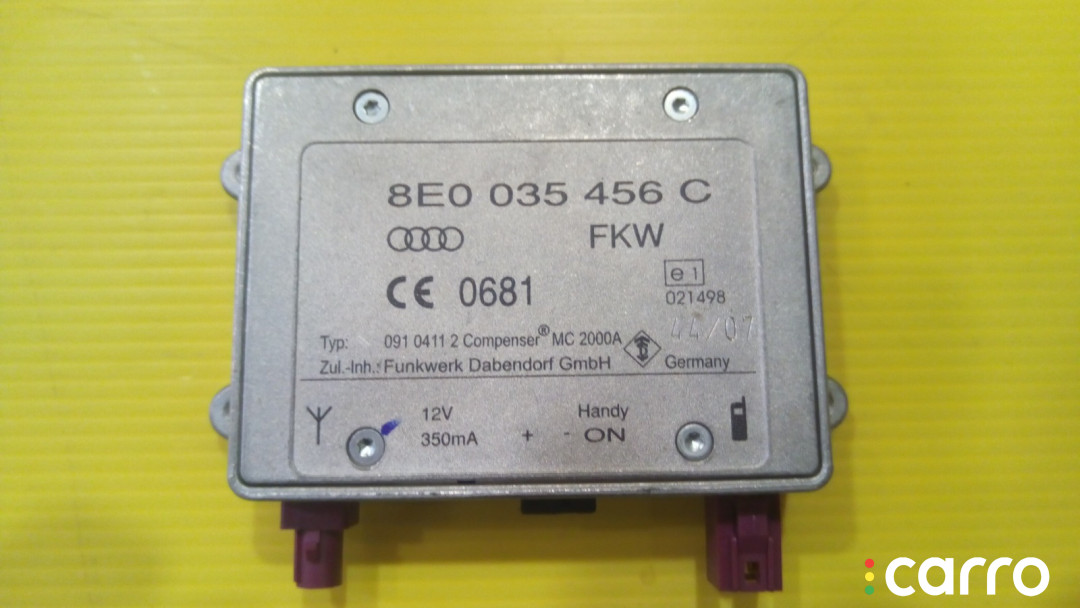 8E0 035 456 C
FKW
CE 0681
e1
021498
44/07
Typ: 091 0411 2 Compenser® MC 2000A
Zul.-Inh.: Funkwerk Dabendorf GmbH Germany
12V Handy
350mA + - ON
carro